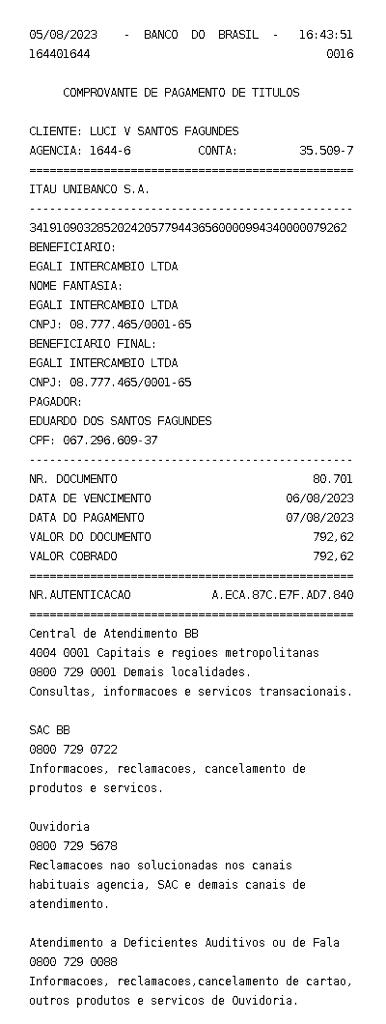 05/08/2023 - BANCO DO BRASIL - 16:43:51
164401644 0016
COMPROVANTE DE PAGAMENTO DE TITULOS
CLIENTE: LUCI V SANTOS FAGUNDES
AGENCIA: 1644-6 CONTA: 35.509-7
================================================
ITAU UNIBANCO S.A.
------------------------------------------------
34191090328520242057794436560000994340000079262
BENEFICIARIO:
EGALI INTERCAMBIO LTDA
NOME FANTASIA:
EGALI INTERCAMBIO LTDA
CNPJ: 08.777.465/0001-65
BENEFICIARIO FINAL:
EGALI INTERCAMBIO LTDA
CNPJ: 08.777.465/0001-65
PAGADOR:
EDUARDO DOS SANTOS FAGUNDES
CPF: 067.296.609-37
------------------------------------------------
NR. DOCUMENTO 80.701
DATA DE VENCIMENTO 06/08/2023
DATA DO PAGAMENTO 07/08/2023
VALOR DO DOCUMENTO 792,62
VALOR COBRADO 792,62
================================================
NR.AUTENTICACAO A.ECA.87C.E7F.AD7.840
================================================
Central de Atendimento BB
4004 0001 Capitais e regioes metropolitanas
0800 729 0001 Demais localidades.
Consultas, informacoes e servicos transacionais.
SAC BB
0800 729 0722
Informacoes, reclamacoes, cancelamento de
produtos e servicos.
Ouvidoria
0800 729 5678
Reclamacoes nao solucionadas nos canais
habituais agencia, SAC e demais canais de
atendimento.
Atendimento a Deficientes Auditivos ou de Fala
0800 729 0088
Informacoes, reclamacoes,cancelamento de cartao,
outros produtos e servicos de Ouvidoria.